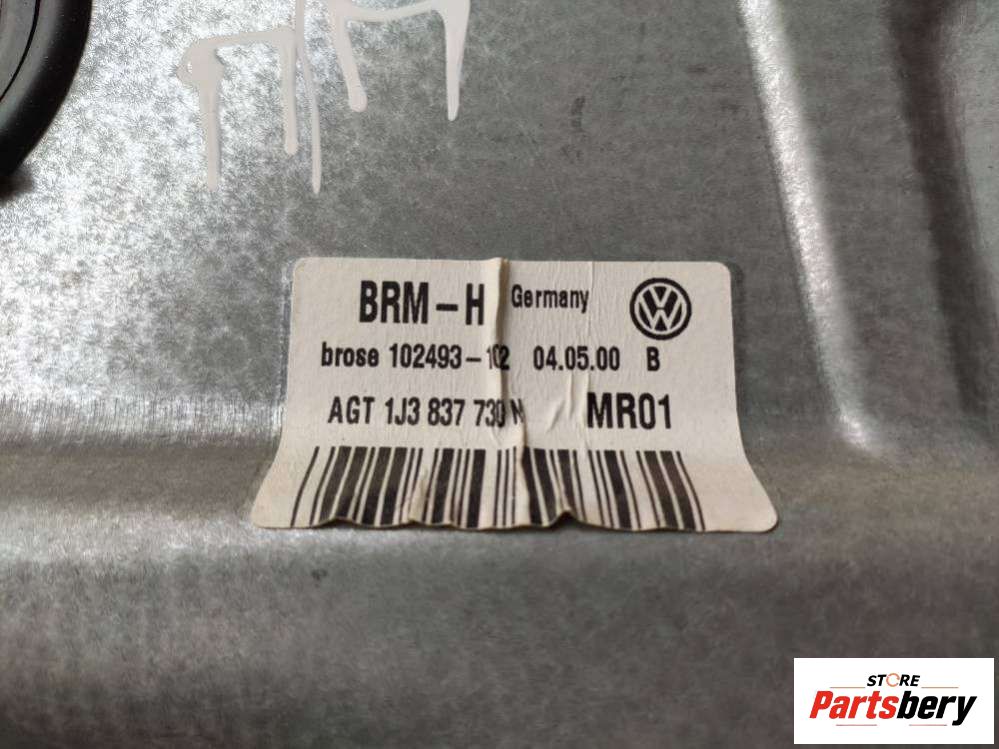 BRM-H Germany
brose 102493-102 04.05.00 B
AGT 1J3 837 730 N MR01
STORE
Partsbery